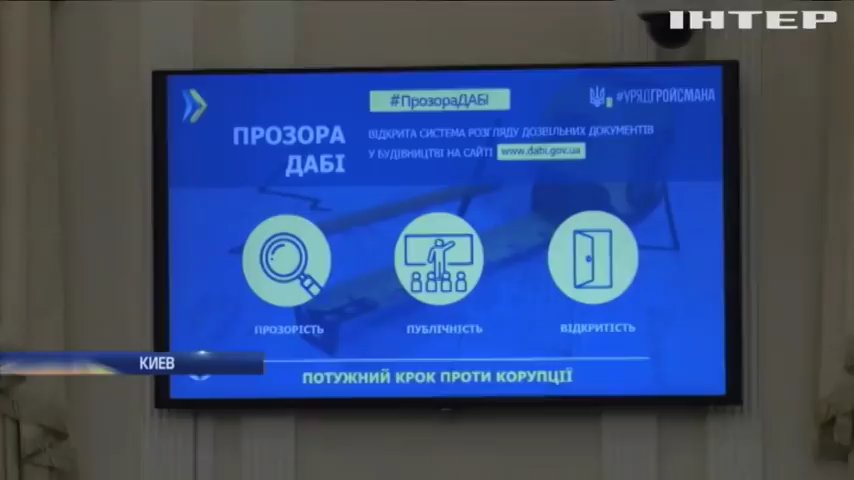 ІНТЕР
#ПрозораДАБІ
#УРЯДГРОЙСМАНА
ПРОЗОРА
ДАБІ
ВІДКРИТА СИСТЕМА РОЗГЛЯДУ ДОЗВІЛЬНИХ ДОКУМЕНТІВ
У БУДІВНИЦТВІ НА САЙТІ www.dabi.gov.ua
ПРОЗОРІСТЬ
ПУБЛІЧНІСТЬ
ВІДКРИТІСТЬ
КИЕВ
ПОТУЖНИЙ КРОК ПРОТИ КОРУПЦІЇ